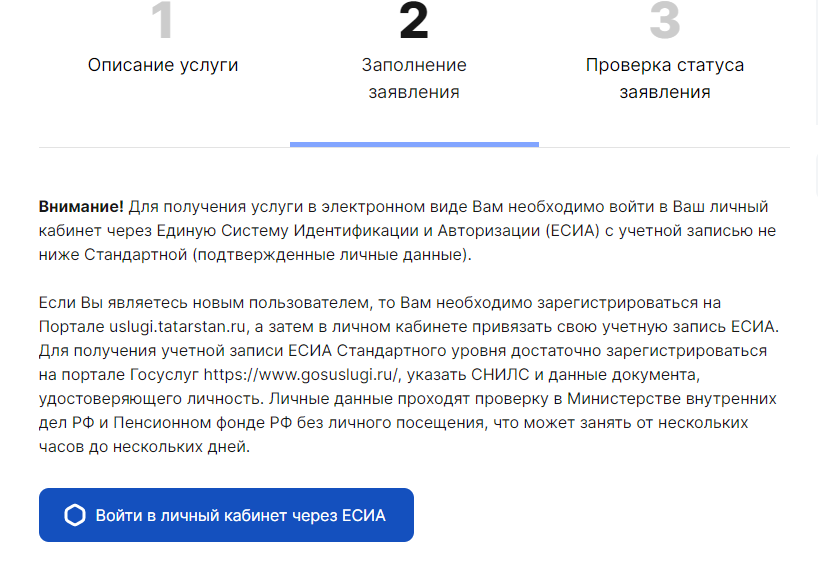 1
2
3
Описание услуги
Заполнение
заявления
Проверка статуса
заявления
Внимание! Для получения услуги в электронном виде Вам необходимо войти в Ваш личный
кабинет через Единую Систему Идентификации и Авторизации (ЕСИА) с учетной записью не
ниже Стандартной (подтвержденные личные данные).
Если Вы являетесь новым пользователем, то Вам необходимо зарегистрироваться на
Портале uslugi.tatarstan.ru, а затем в личном кабинете привязать свою учетную запись ЕСИА.
Для получения учетной записи ЕСИА Стандартного уровня достаточно зарегистрироваться
на портале Госуслуг https://www.gosuslugi.ru/, указать СНИЛС и данные документа,
удостоверяющего личность. Личные данные проходят проверку в Министерстве внутренних
дел РФ и Пенсионном фонде РФ без личного посещения, что может занять от нескольких
часов до нескольких дней.
Войти в личный кабинет через ЕСИА